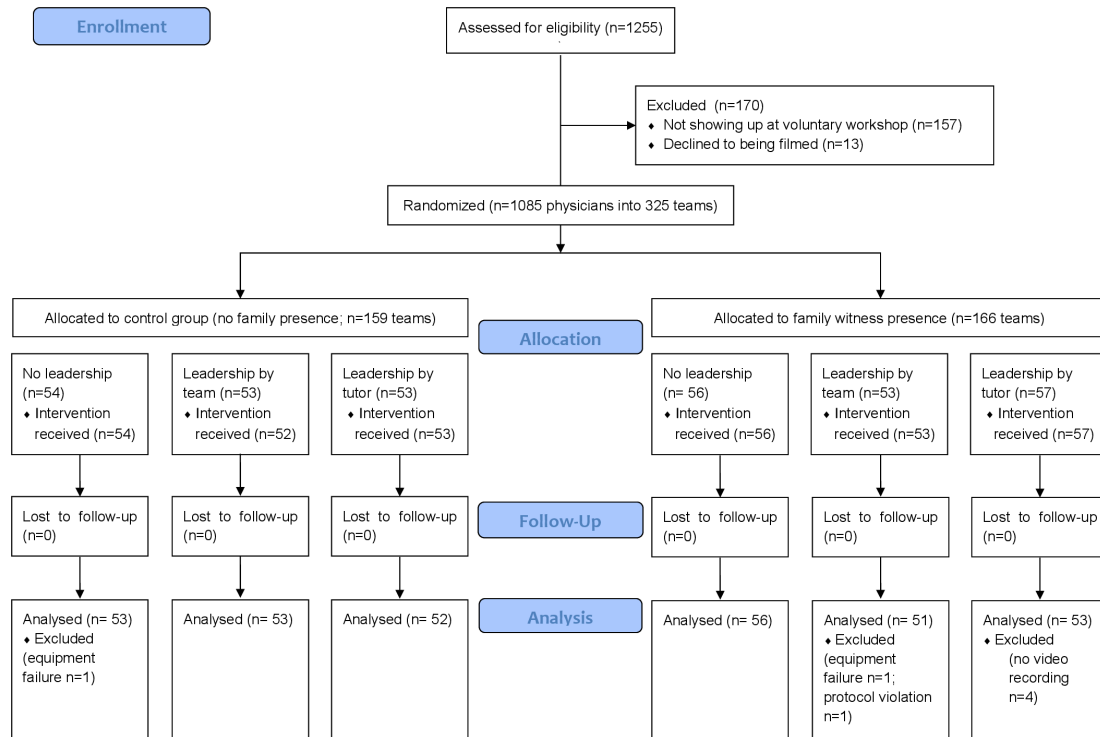 Enrollment
Assessed for eligibility (n=1255)
.
Excluded (n=170)
♦ Not showing up at voluntary workshop (n=157)
♦ Declined to being filmed (n=13)
Randomized (n=1085 physicians into 325 teams)
Allocated to control group (no family presence; n=159 teams)
Allocation
Allocated to family witness presence (n=166 teams)
No leadership
(n=54)
♦ Intervention
received (n=54)
Leadership by
team (n=53)
♦ Intervention
received (n=52)
Leadership by
tutor (n=53)
♦ Intervention
received (n=53)
No leadership
(n= 56)
♦ Intervention
received (n=56)
Leadership by
team (n=53)
♦ Intervention
received (n=53)
Leadership by
tutor (n=57)
♦ Intervention
received (n=57)
Lost to follow-up
(n=0)
Lost to follow-up
(n=0)
Lost to follow-up
(n=0)
Follow-Up
Lost to follow-up
(n=0)
Lost to follow-up
(n=0)
Lost to follow-up
(n=0)
Analysed (n= 53)
♦ Excluded
(equipment
failure n=1)
Analysed (n= 53)
Analysed (n= 52)
Analysis
Analysed (n= 56)
Analysed (n= 51)
♦ Excluded
(equipment
failure n=1;
protocol violation
n=1)
Analysed (n= 53)
♦ Excluded
(no video
recording
n=4)